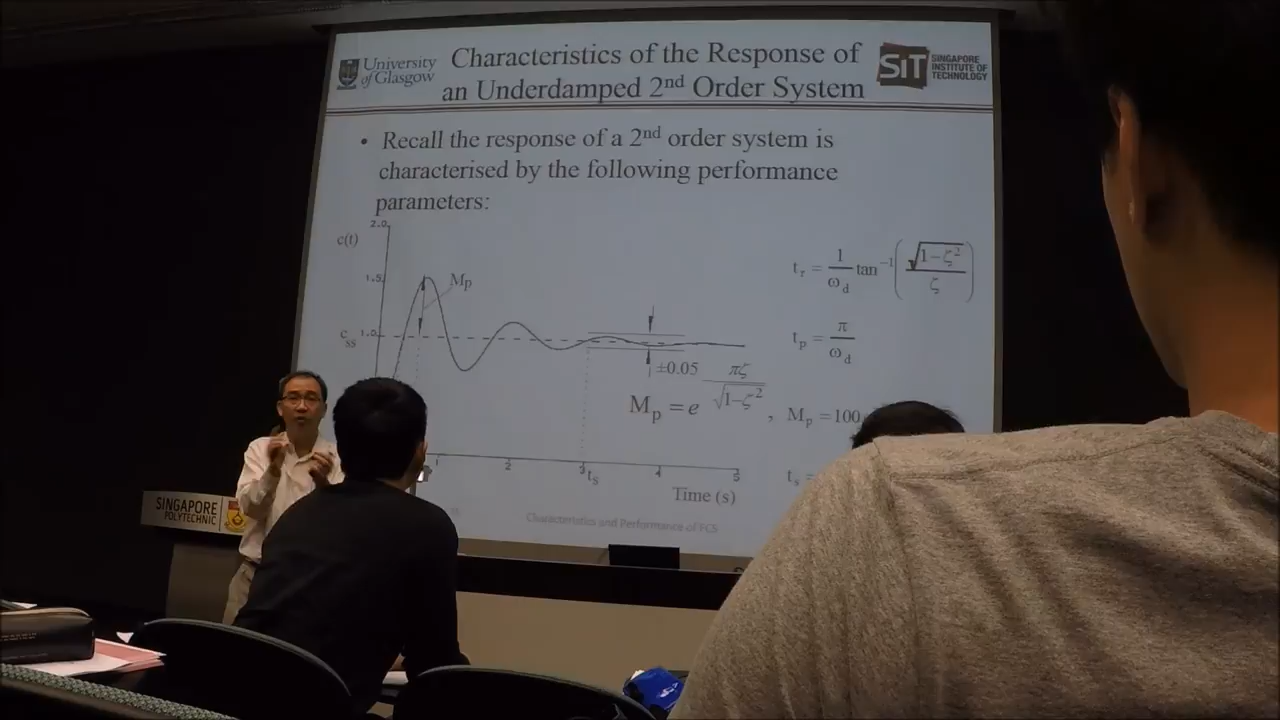 University
of Glasgow
Characteristics of the Response of
an Underdamped 2nd Order System
SiT
SINGAPORE
INSTITUTE OF
TECHNOLOGY
• Recall the response of a 2nd order system is
characterised by the following performance
parameters:
2.0
c(t)
1.5
Mp
css 1.0
±0.05
1 2 3 4 5
ts
Time (s)
tr = 1/ωd tan⁻¹(√1-ζ²/ζ)
tp = π/ωd
Mp = e πζ/√1-ζ² , Mp = 100
ts =
Characteristics and Performance of FCS
SINGAPORE
POLYTECHNIC